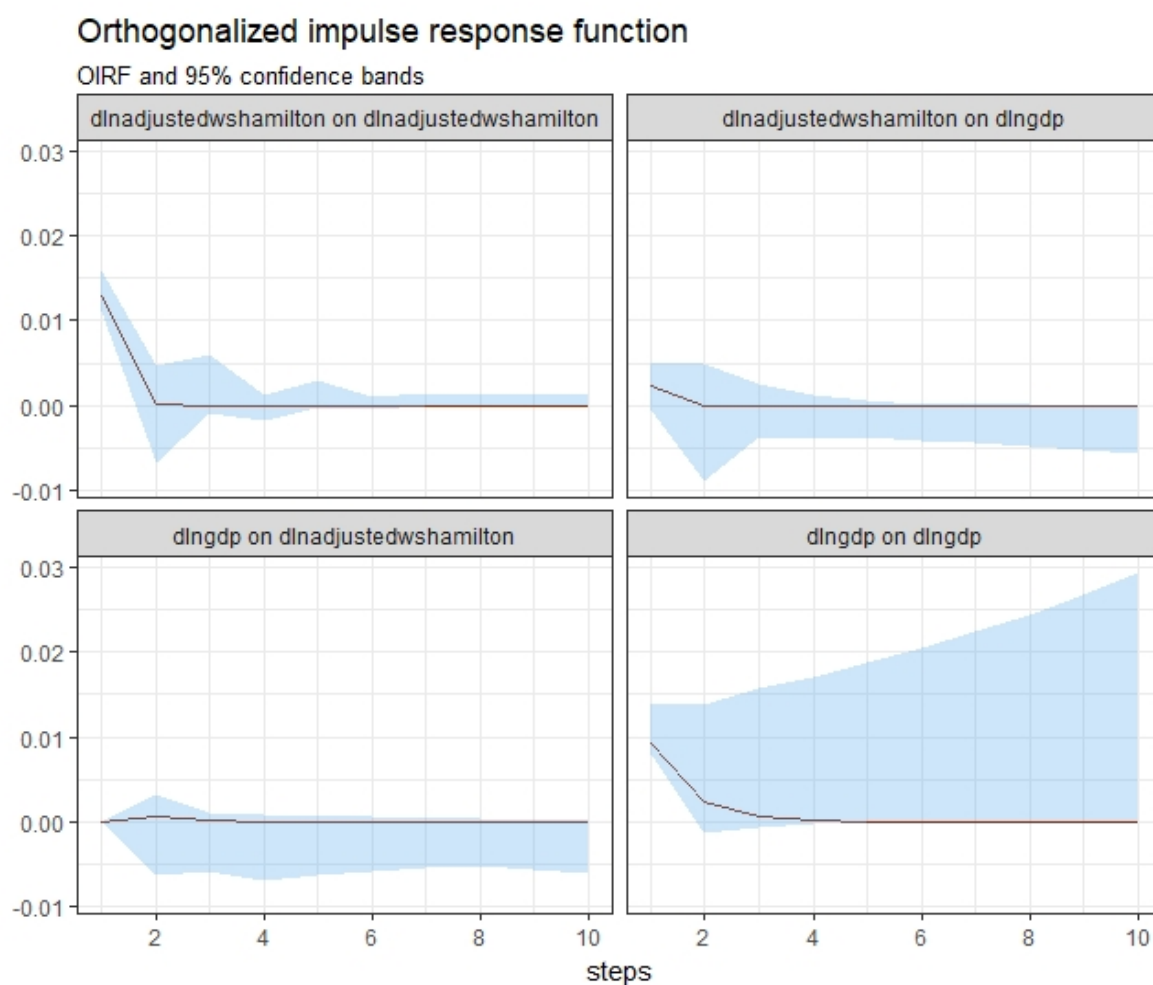 Orthogonalized impulse response function
OIRF and 95% confidence bands
dlnadjustedwshamilton on dlnadjustedwshamilton
dlnadjustedwshamilton on dlngdp
0.03
0.02
0.01
0.00
-0.01
dlngdp on dlnadjustedwshamilton
dlngdp on dlngdp
0.03
0.02
0.01
0.00
-0.01
2 4 6 8 10 2 4 6 8 10
steps